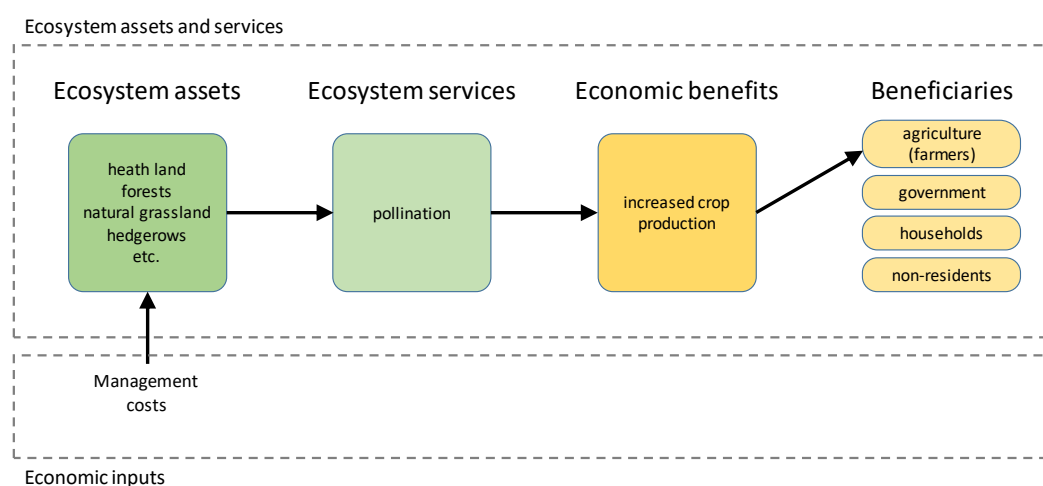 Ecosystem assets and services
Ecosystem assets
Ecosystem services
Economic benefits
Beneficiaries
heath land
forests
natural grassland
hedgerows
etc.
pollination
increased crop
production
agriculture
(farmers)
government
households
non-residents
Management
costs
Economic inputs